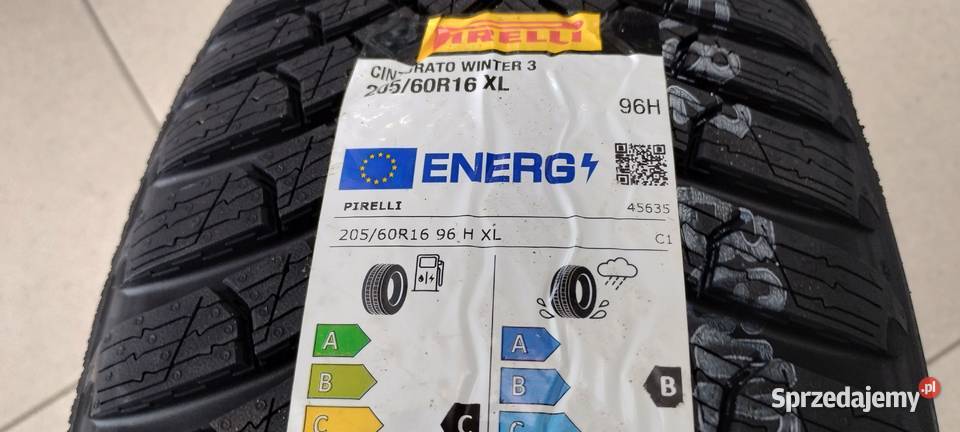 PIRELLI
CINTURATO WINTER 3
205/60R16 XL
96H
ENERG
PIRELLI 45635
205/60R16 96 H XL C1
A A
B B B
C C C
Sprzedajemy.pl